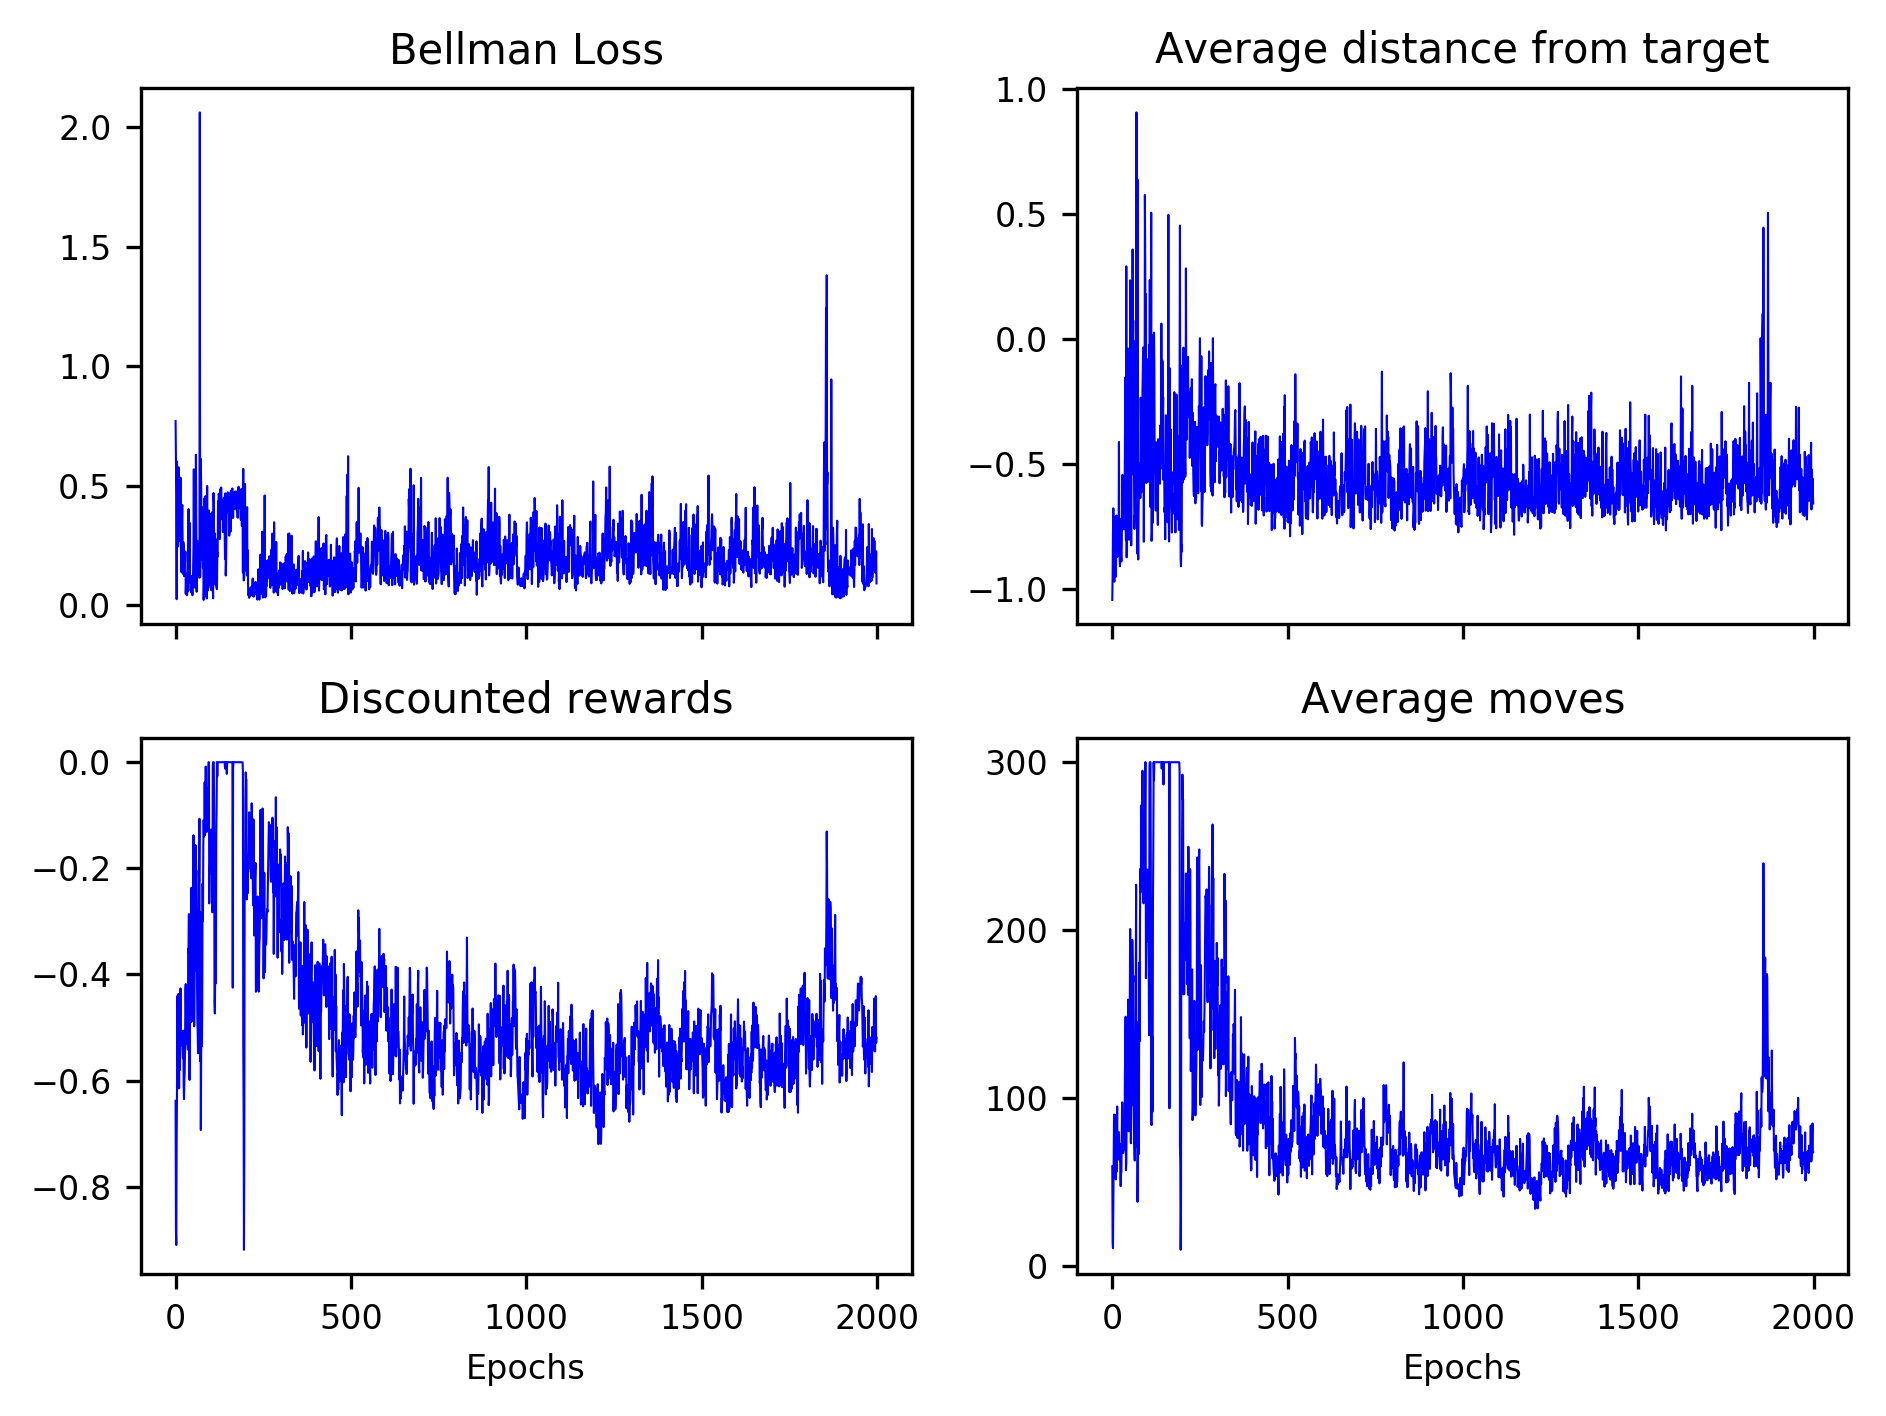 Bellman Loss
2.0
1.5
1.0
0.5
0.0
Average distance from target
1.0
0.5
0.0
−0.5
−1.0
Discounted rewards
0.0
−0.2
−0.4
−0.6
−0.8
0 500 1000 1500 2000
Epochs
Average moves
300
200
100
0
0 500 1000 1500 2000
Epochs